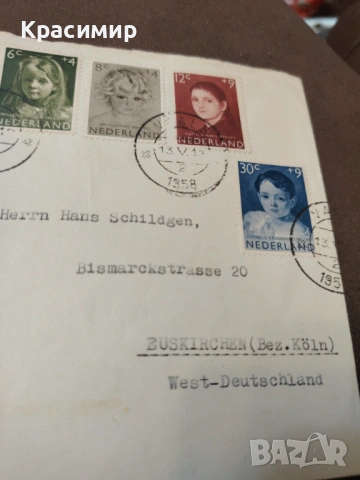 Красимир
6c +4
8c +4
12c +9
NEDERLAND
NEDERLAND
NEDERLAND
13.V.
1958
30c +9
NEDERLAND
Herrn Hans Schildgen,
Bismarckstrasse 20
EUSKIRCHEN(Bez.Köln)
West-Deutschland
BAZAR